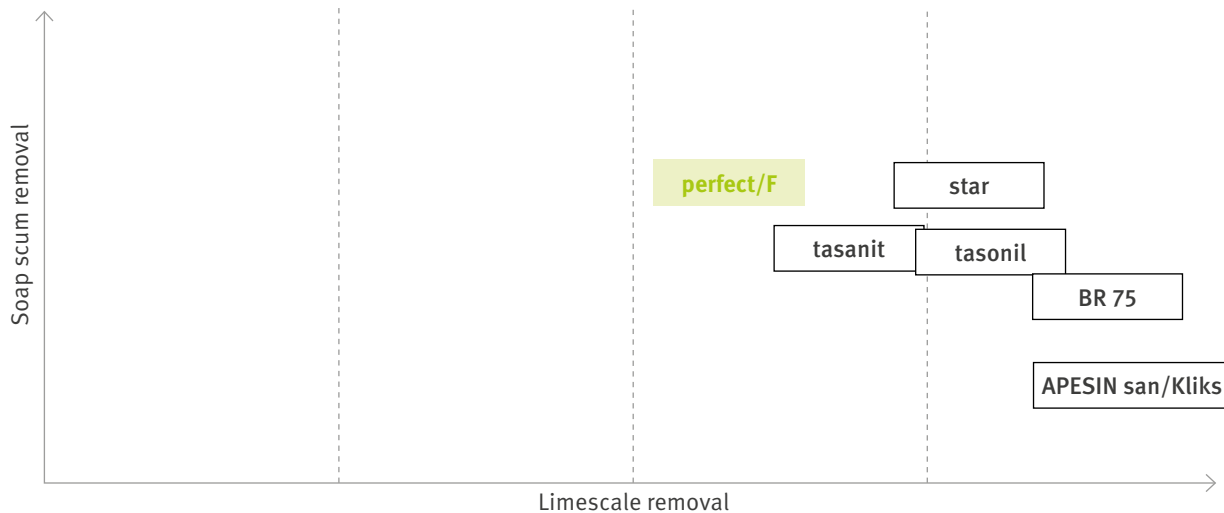 Soap scum removal
perfect/F
star
tasanit
tasonil
BR 75
APESIN san/Kliks
Limescale removal